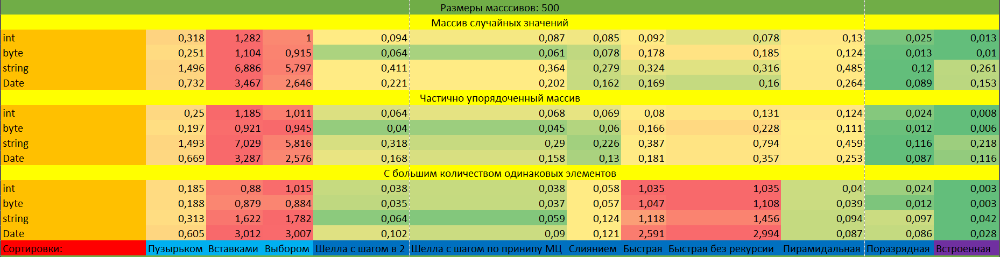 Размеры масссивов: 500
Массив случайных значений
int 0,318 1,282 1 0,094 0,087 0,085 0,092 0,078 0,13 0,025 0,013
byte 0,251 1,104 0,915 0,064 0,061 0,078 0,178 0,185 0,124 0,013 0,01
string 1,496 6,886 5,797 0,411 0,364 0,279 0,324 0,316 0,485 0,12 0,261
Date 0,732 3,467 2,646 0,221 0,202 0,162 0,169 0,16 0,264 0,089 0,153
Частично упорядоченный массив
int 0,25 1,185 1,011 0,064 0,068 0,069 0,08 0,131 0,124 0,024 0,008
byte 0,197 0,921 0,945 0,04 0,045 0,06 0,166 0,228 0,111 0,012 0,006
string 1,493 7,029 5,816 0,318 0,29 0,226 0,387 0,794 0,459 0,116 0,218
Date 0,669 3,287 2,576 0,168 0,158 0,13 0,181 0,357 0,253 0,087 0,116
С большим количеством одинаковых элементов
int 0,185 0,88 1,015 0,038 0,038 0,058 1,035 1,035 0,04 0,024 0,003
byte 0,188 0,879 0,884 0,035 0,037 0,057 1,047 1,108 0,039 0,012 0,003
string 0,313 1,622 1,782 0,064 0,059 0,124 1,118 1,456 0,094 0,097 0,042
Date 0,605 3,012 3,007 0,102 0,09 0,121 2,591 2,994 0,087 0,086 0,028
Сортировки: Пузырьком Вставками Выбором Шелла с шагом в 2 Шелла с шагом по принипу МЦ Слиянием Быстрая Быстрая без рекурсии Пирамидальная Поразрядная Встроенная